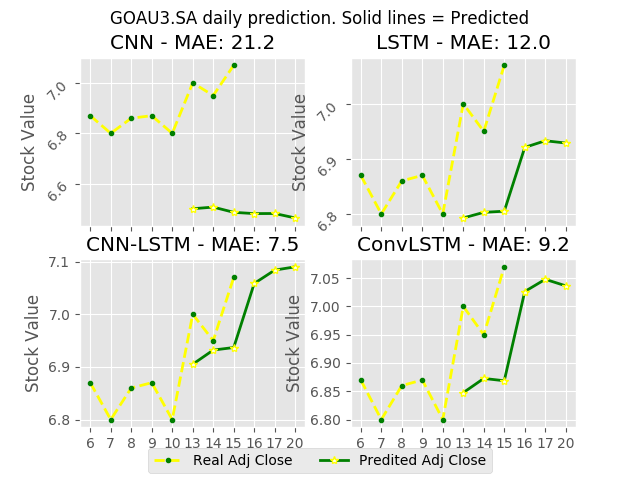 GOAU3.SA daily prediction. Solid lines = Predicted
CNN - MAE: 21.2
Stock Value
7.0
6.8
6.6
LSTM - MAE: 12.0
Stock Value
7.0
6.9
6.8
CNN-LSTM - MAE: 7.5
Stock Value
7.1
7.0
6.9
6.8
6 7 8 9 10 13 14 15 16 17 20
ConvLSTM - MAE: 9.2
Stock Value
7.05
7.00
6.95
6.90
6.85
6.80
6 7 8 9 10 13 14 15 16 17 20
Real Adj Close
Predited Adj Close